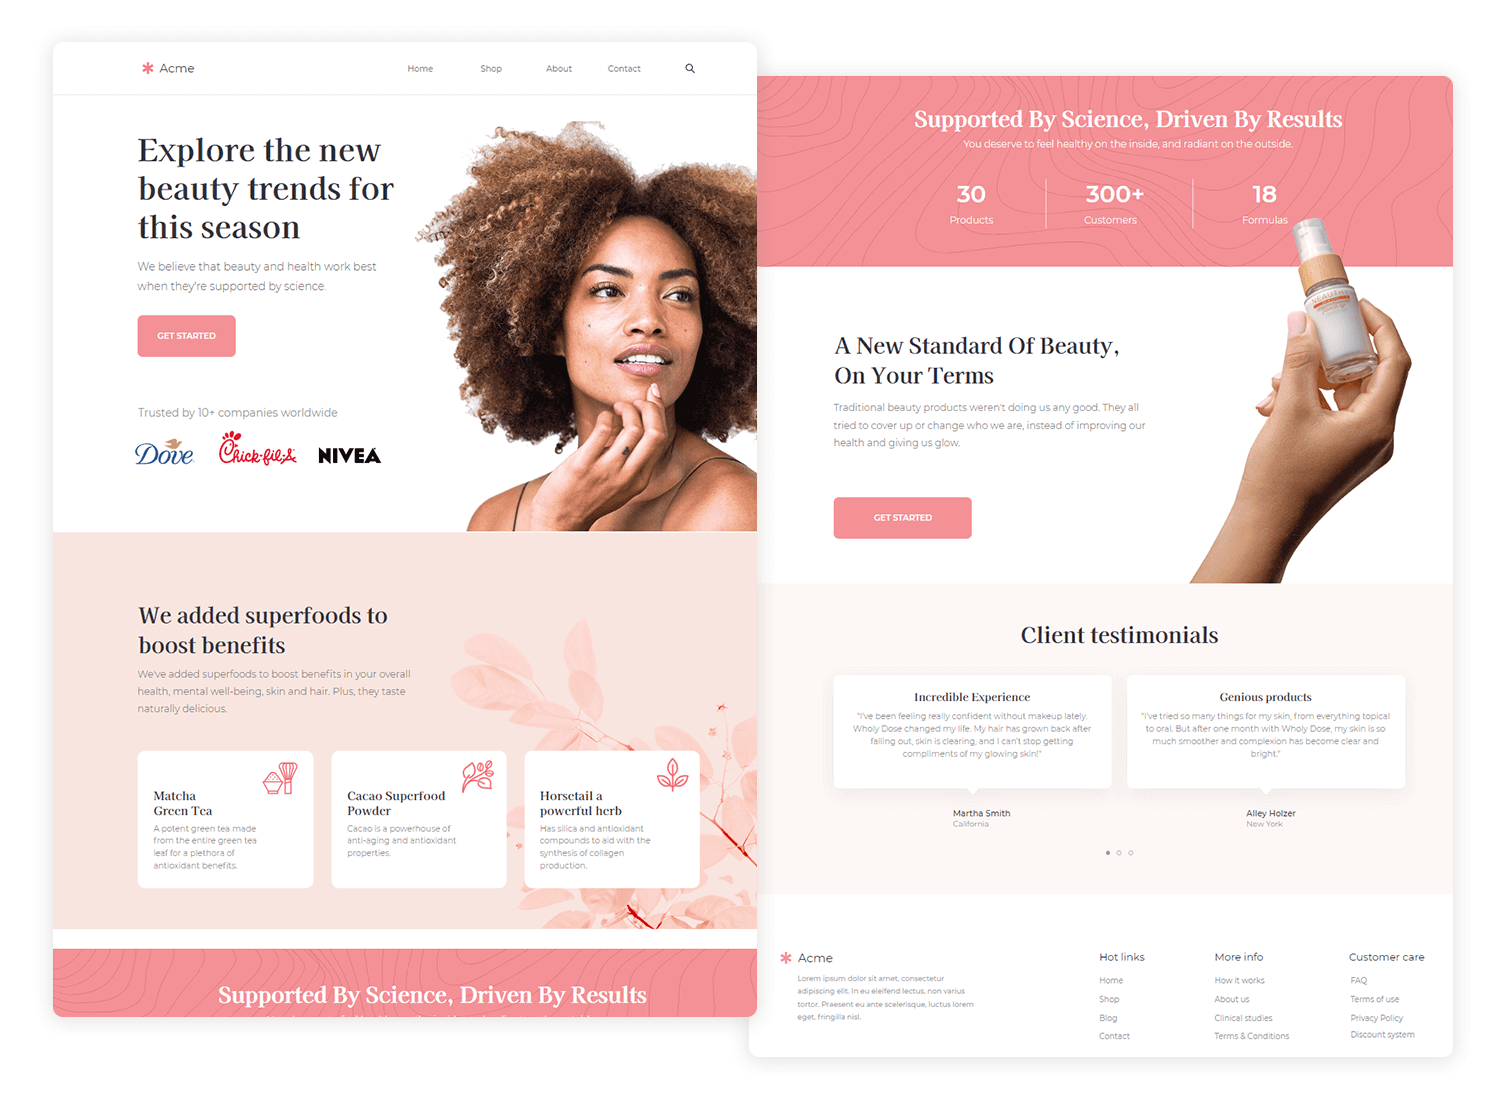 Acme
Home
Shop
About
Contact
Explore the new
beauty trends for
this season
We believe that beauty and health work best
when they're supported by science.
GET STARTED
Trusted by 10+ companies worldwide
Dove
Chick-fil-A
NIVEA
We added superfoods to
boost benefits
We've added superfoods to boost benefits in your overall
health, mental well-being, skin and hair. Plus, they taste
naturally delicious.
Matcha
Green Tea
A potent green tea made
from the entire green tea
leaf for a plethora of
antioxidant benefits.
Cacao Superfood
Powder
Cacao is a powerhouse of
anti-aging and antioxidant
properties.
Horsetail a
powerful herb
Has silica and antioxidant
compounds to aid with the
synthesis of collagen
production.
Supported By Science, Driven By Results
Supported By Science, Driven By Results
You deserve to feel healthy on the inside, and radiant on the outside.
30
Products
300+
Customers
18
Formulas
A New Standard Of Beauty,
On Your Terms
Traditional beauty products weren't doing us any good. They all
tried to cover up or change who we are, instead of improving our
health and giving us glow.
GET STARTED
Client testimonials
Incredible Experience
"I've been feeling really confident without makeup lately.
Wholy Dose changed my life. My hair has grown back after
falling out, skin is clearing, and I can't stop getting
compliments of my glowing skin!"
Martha Smith
California
Genious products
"I've tried so many things for my skin, from everything topical
to oral. But after one month with Wholy Dose, my skin is so
much smoother and complexion has become clear and
bright."
Alley Holzer
New York
Acme
Lorem ipsum dolor sit amet, consectetur
adipiscing elit. In eu eleifend lectus, non varius
tortor. Praesent eu ante scelerisque, luctus lorem
eget, fringilla nisl.
Hot links
Home
Shop
Blog
Contact
More info
How it works
About us
Clinical studies
Terms & Conditions
Customer care
FAQ
Terms of use
Privacy Policy
Discount system